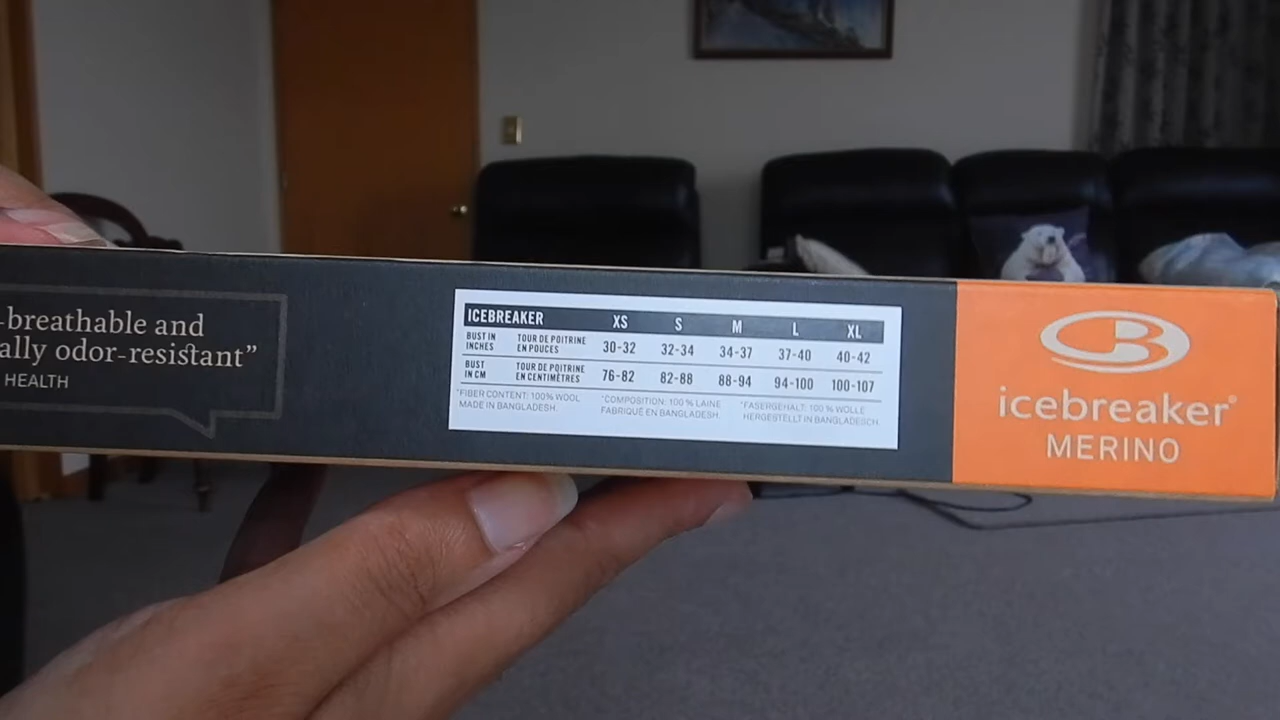 -breathable and
ally odor-resistant”
HEALTH
ICEBREAKER XS S M L XL
BUST IN INCHES TOUR DE POITRINE EN POUCES 30-32 32-34 34-37 37-40 40-42
BUST IN CM TOUR DE POITRINE EN CENTIMÈTRES 76-82 82-88 88-94 94-100 100-107
*FIBER CONTENT: 100% WOOL
MADE IN BANGLADESH.
*COMPOSITION: 100 % LAINE
FABRIQUÉ EN BANGLADESH.
*FASERGEHALT: 100 % WOLLE
HERGESTELLT IN BANGLADESCH.
icebreaker®
MERINO